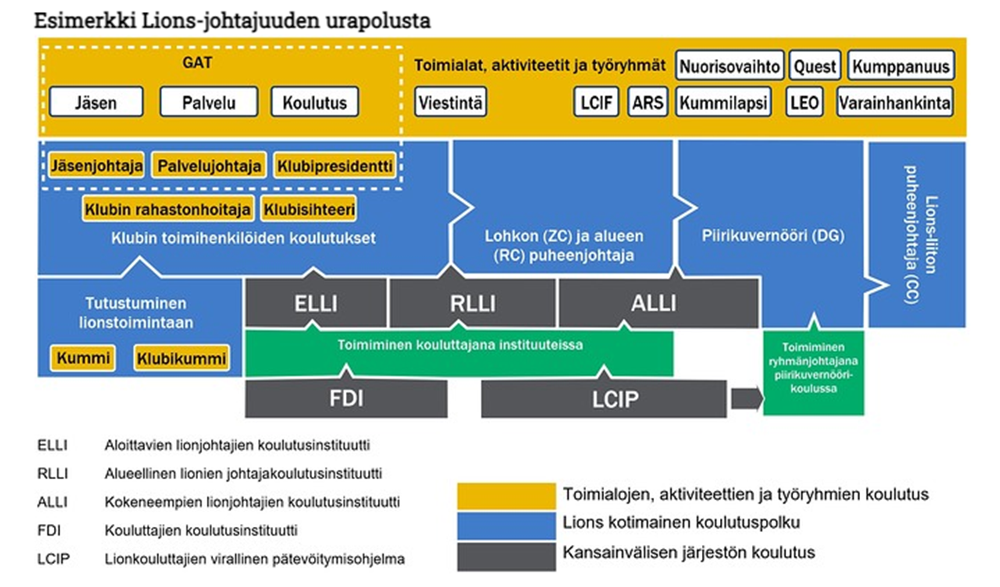 Esimerkki Lions-johtajuuden urapolusta
GAT
Jäsen
Palvelu
Koulutus
Toimialat, aktiviteetit ja työryhmät
Nuorisovaihto
Quest
Kumppanuus
Viestintä
LCIF
ARS
Kummilapsi
LEO
Varainhankinta
Jäsenjohtaja
Palvelujohtaja
Klubipresidentti
Klubin rahastonhoitaja
Klubisihteeri
Klubin toimihenkilöiden koulutukset
Lohkon (ZC) ja alueen
(RC) puheenjohtaja
Piirikuvernööri (DG)
Lions-liiton
puheenjohtaja (CC)
Tutustuminen
lionstoimintaan
Kummi
Klubikummi
ELLI
RLLI
ALLI
Toimiminen kouluttajana instituuteissa
Toimiminen
ryhmänjohtajana
piirikuvernööri-
koulussa
FDI
LCIP
ELLI Aloittavien lionjohtajien koulutusinstituutti
RLLI Alueellinen lionien johtajakoulutusinstituutti
ALLI Kokeneempien lionjohtajien koulutusinstituutti
FDI Kouluttajien koulutusinstituutti
LCIP Lionkouluttajien virallinen pätevöitymisohjelma
Toimialojen, aktiviteettien ja työryhmien koulutus
Lions kotimainen koulutuspolku
Kansainvälisen järjestön koulutus